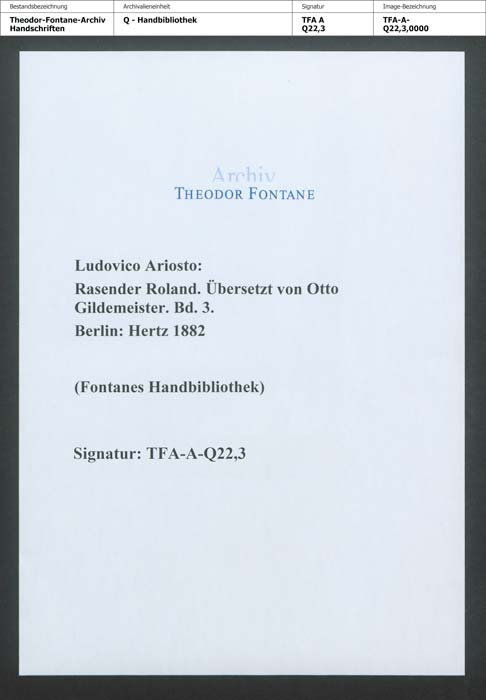 Bestandsbezeichnung Archivalieneinheit Signatur Image-Bezeichnung
Theodor-Fontane-Archiv Q - Handbibliothek TFA A TFA-A-
Handschriften Q22,3 Q22,3,0000
Archiv
THEODOR FONTANE
Ludovico Ariosto:
Rasender Roland. Übersetzt von Otto
Gildemeister. Bd. 3.
Berlin: Hertz 1882
(Fontanes Handbibliothek)
Signatur: TFA-A-Q22,3